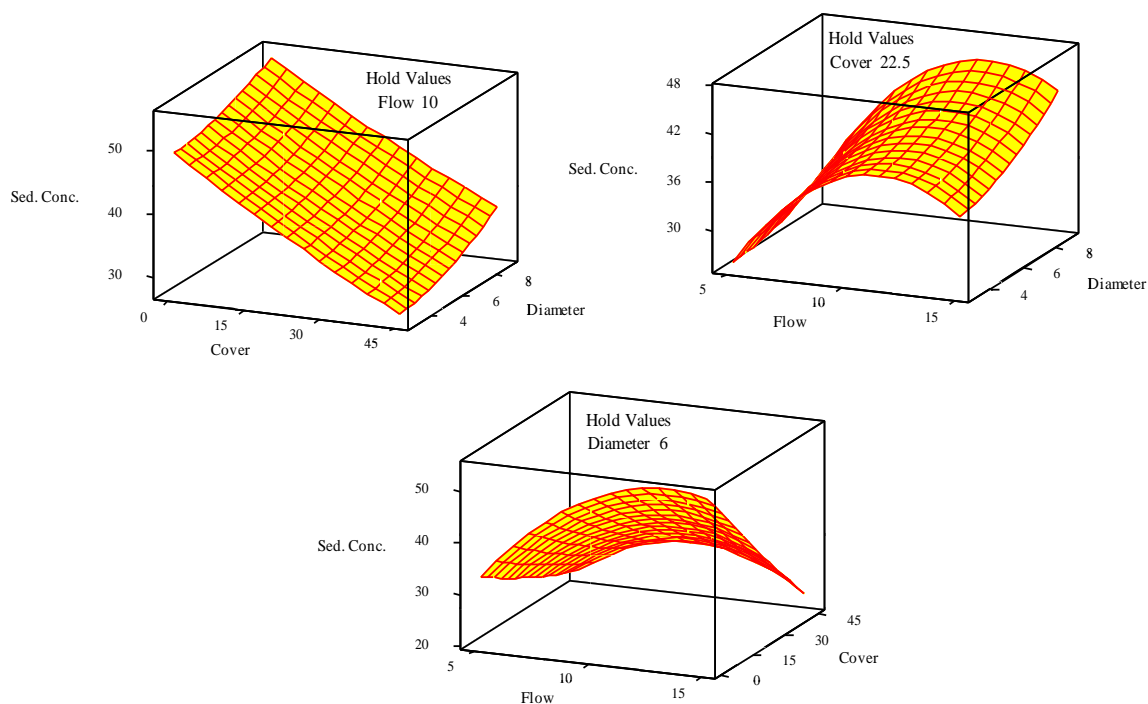 Hold Values
Flow 10
50
Sed. Conc.
40
30
0
15
30
45
Cover
4
6
8
Diameter
Hold Values
Cover 22.5
48
42
Sed. Conc.
36
30
5
10
15
Flow
4
6
8
Diameter
Hold Values
Diameter 6
50
Sed. Conc.
40
30
20
5
10
15
Flow
0
15
30
45
Cover